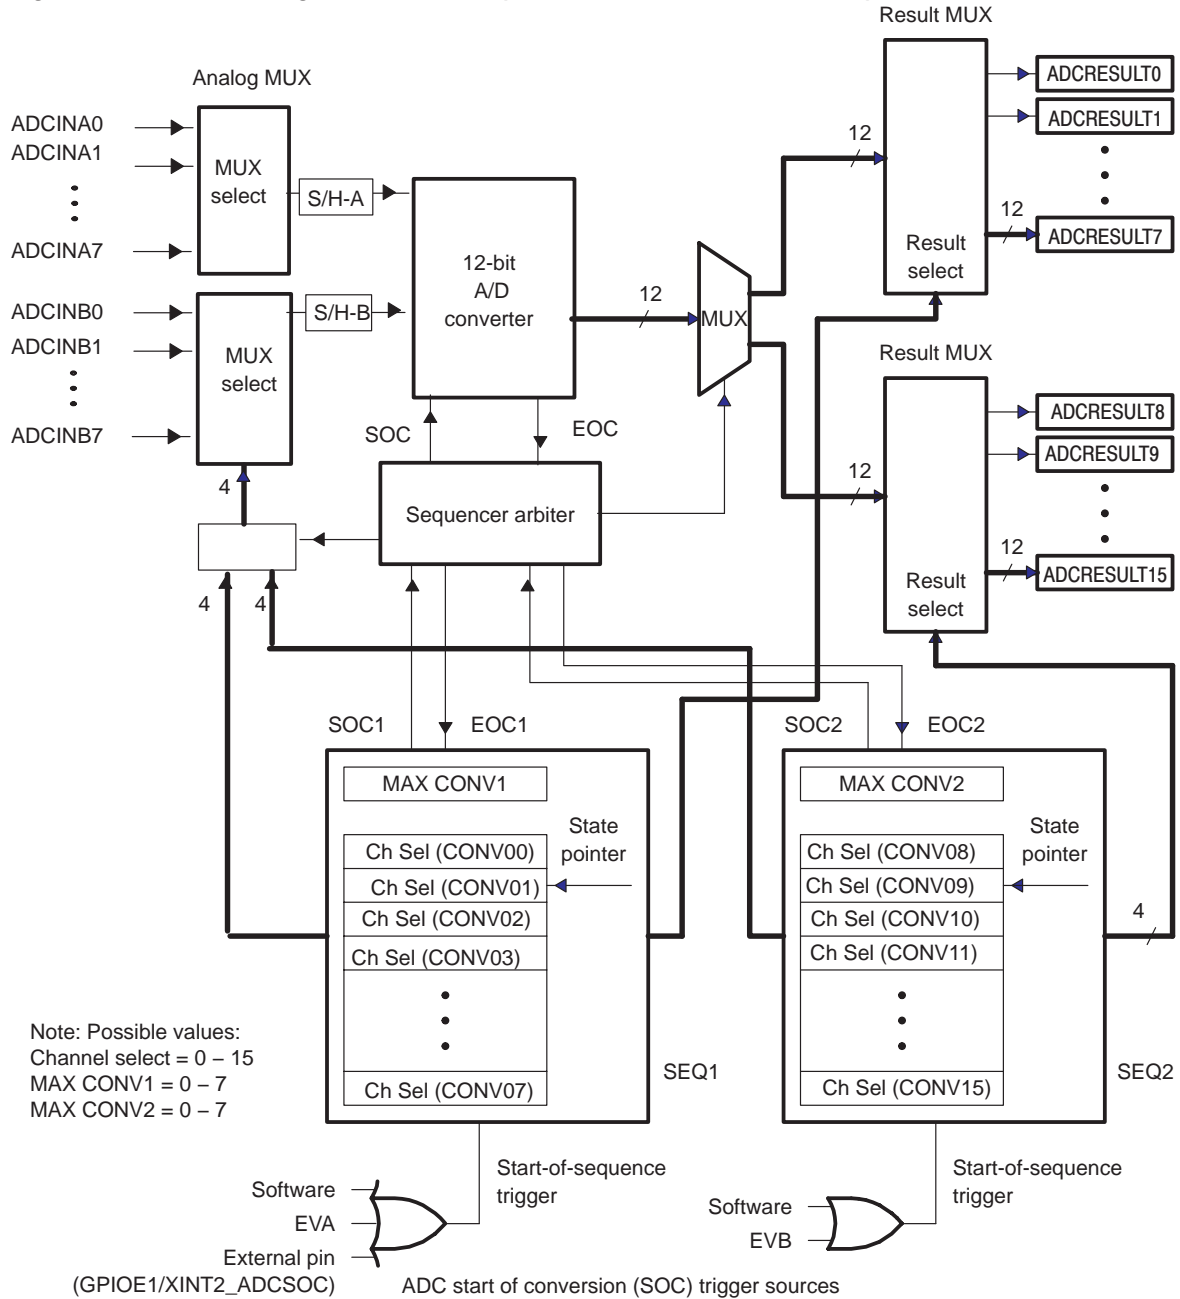 Result MUX
Analog MUX
ADCINA0
ADCINA1
ADCINA7
MUX
select
S/H-A
ADCINB0
ADCINB1
ADCINB7
MUX
select
S/H-B
12-bit
A/D
converter
12
MUX
12
Result
select
ADCRESULT0
ADCRESULT1
12
ADCRESULT7
Result MUX
12
Result
select
ADCRESULT8
ADCRESULT9
12
ADCRESULT15
SOC
EOC
Sequencer arbiter
4
4
4
SOC1
EOC1
SOC2
EOC2
MAX CONV1
State
pointer
Ch Sel (CONV00)
Ch Sel (CONV01)
Ch Sel (CONV02)
Ch Sel (CONV03)
Ch Sel (CONV07)
SEQ1
MAX CONV2
State
pointer
Ch Sel (CONV08)
Ch Sel (CONV09)
Ch Sel (CONV10)
Ch Sel (CONV11)
Ch Sel (CONV15)
4
SEQ2
Note: Possible values:
Channel select = 0 – 15
MAX CONV1 = 0 – 7
MAX CONV2 = 0 – 7
Start-of-sequence
trigger
Software
EVA
External pin
(GPIOE1/XINT2_ADCSOC)
Start-of-sequence
trigger
Software
EVB
ADC start of conversion (SOC) trigger sources